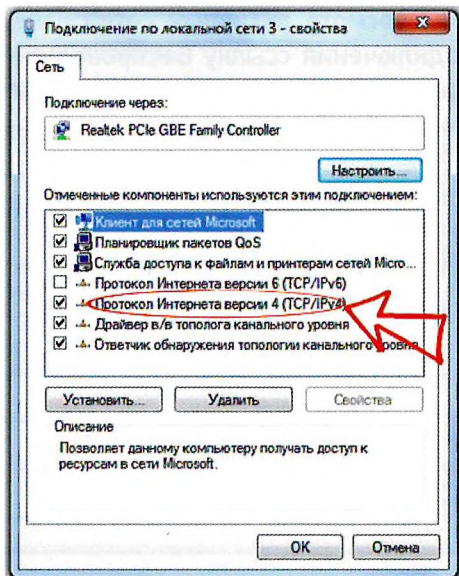 Подключение по локальной сети 3 - свойства
Сеть
Подключение через:
Realtek PCIe GBE Family Controller
Настроить...
Отмеченные компоненты используются этим подключением:
Клиент для сетей Microsoft
Планировщик пакетов QoS
Служба доступа к файлам и принтерам сетей Micro...
Протокол Интернета версии 6 (TCP/IPv6)
Протокол Интернета версии 4 (TCP/IPv4)
Драйвер в/в тополога канального уровня
Ответчик обнаружения топологии канального уровня
Установить...
Удалить
Свойства
Описание
Позволяет данному компьютеру получать доступ к
ресурсам в сети Microsoft.
OK
Отмена